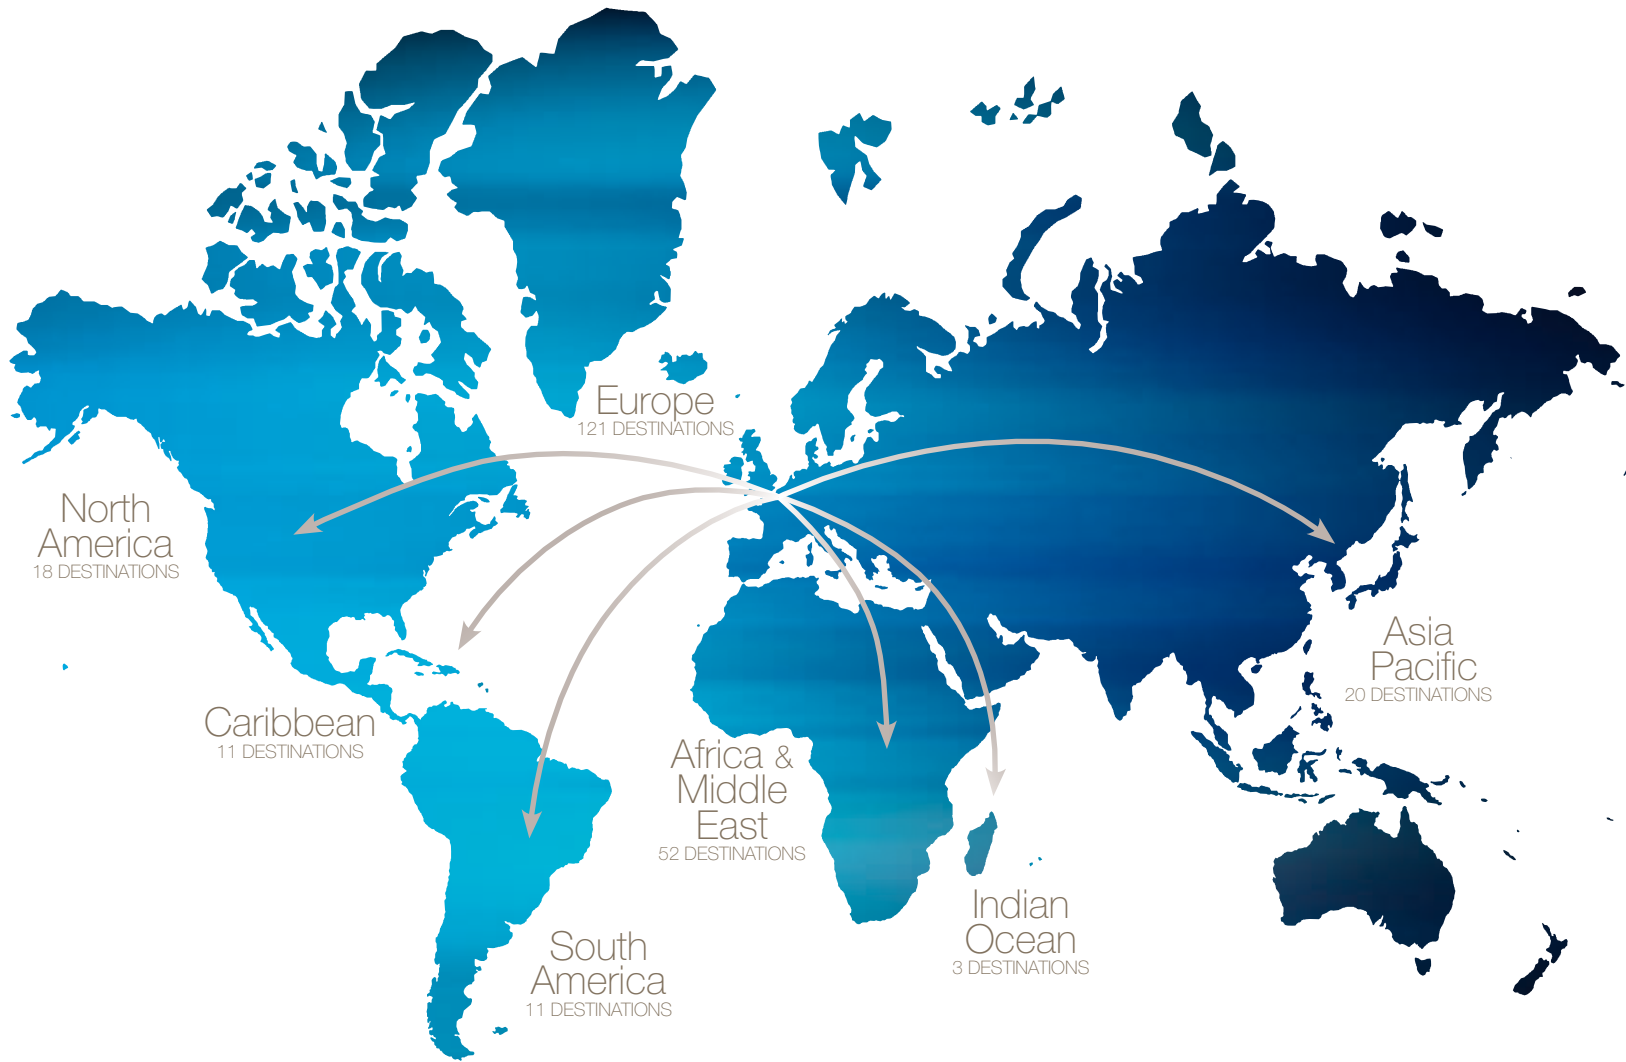 Europe
121 DESTINATIONS
North
America
18 DESTINATIONS
Asia
Pacific
20 DESTINATIONS
Caribbean
11 DESTINATIONS
Africa &
Middle
East
52 DESTINATIONS
Indian
Ocean
3 DESTINATIONS
South
America
11 DESTINATIONS